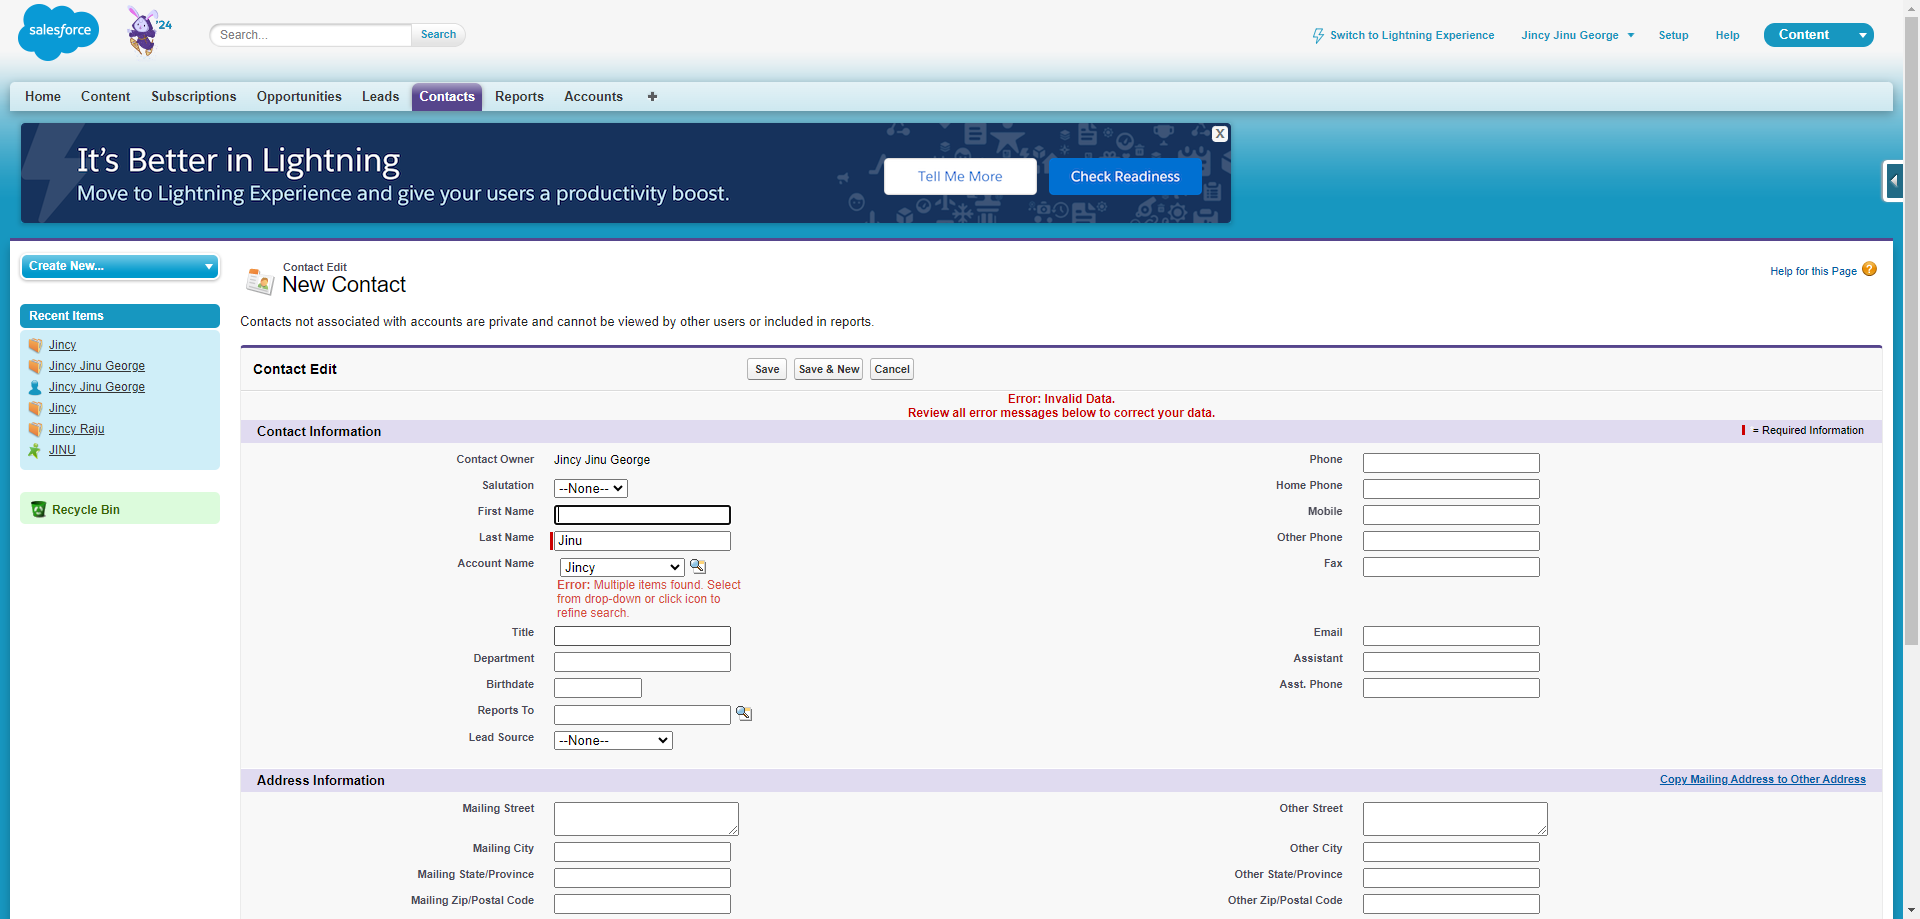 salesforce
'24
Search...
Search
Switch to Lightning Experience
Jincy Jinu George
Setup
Help
Content
Home
Content
Subscriptions
Opportunities
Leads
Contacts
Reports
Accounts
+
It's Better in Lightning
Move to Lightning Experience and give your users a productivity boost.
Tell Me More
Check Readiness
X
Create New...
Recent Items
Jincy
Jincy Jinu George
Jincy Jinu George
Jincy
Jincy Raju
JINU
Recycle Bin
Contact Edit
New Contact
Help for this Page
?
Contacts not associated with accounts are private and cannot be viewed by other users or included in reports.
Contact Edit
Save
Save & New
Cancel
Error: Invalid Data.
Review all error messages below to correct your data.
Contact Information
= Required Information
Contact Owner
Jincy Jinu George
Phone
Salutation
--None--
Home Phone
First Name
Mobile
Last Name
Jinu
Other Phone
Account Name
Jincy
Fax
Error: Multiple items found. Select
from drop-down or click icon to
refine search.
Title
Email
Department
Assistant
Birthdate
Asst. Phone
Reports To
Lead Source
--None--
Address Information
Copy Mailing Address to Other Address
Mailing Street
Other Street
Mailing City
Other City
Mailing State/Province
Other State/Province
Mailing Zip/Postal Code
Other Zip/Postal Code